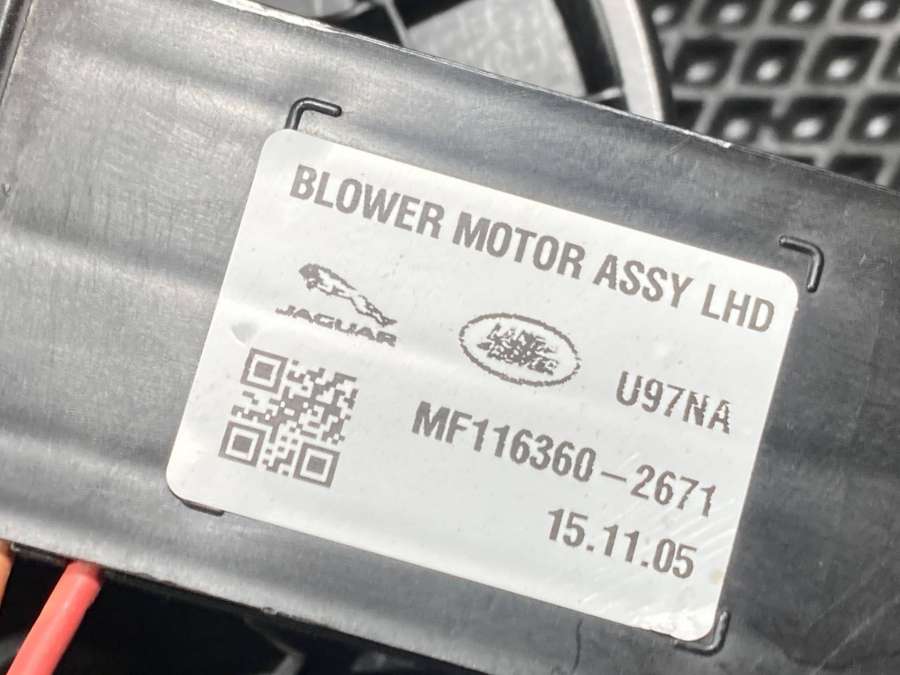 BLOWER MOTOR ASSY LHD
JAGUAR
LAND ROVER
U97NA
MF116360-2671
15.11.05